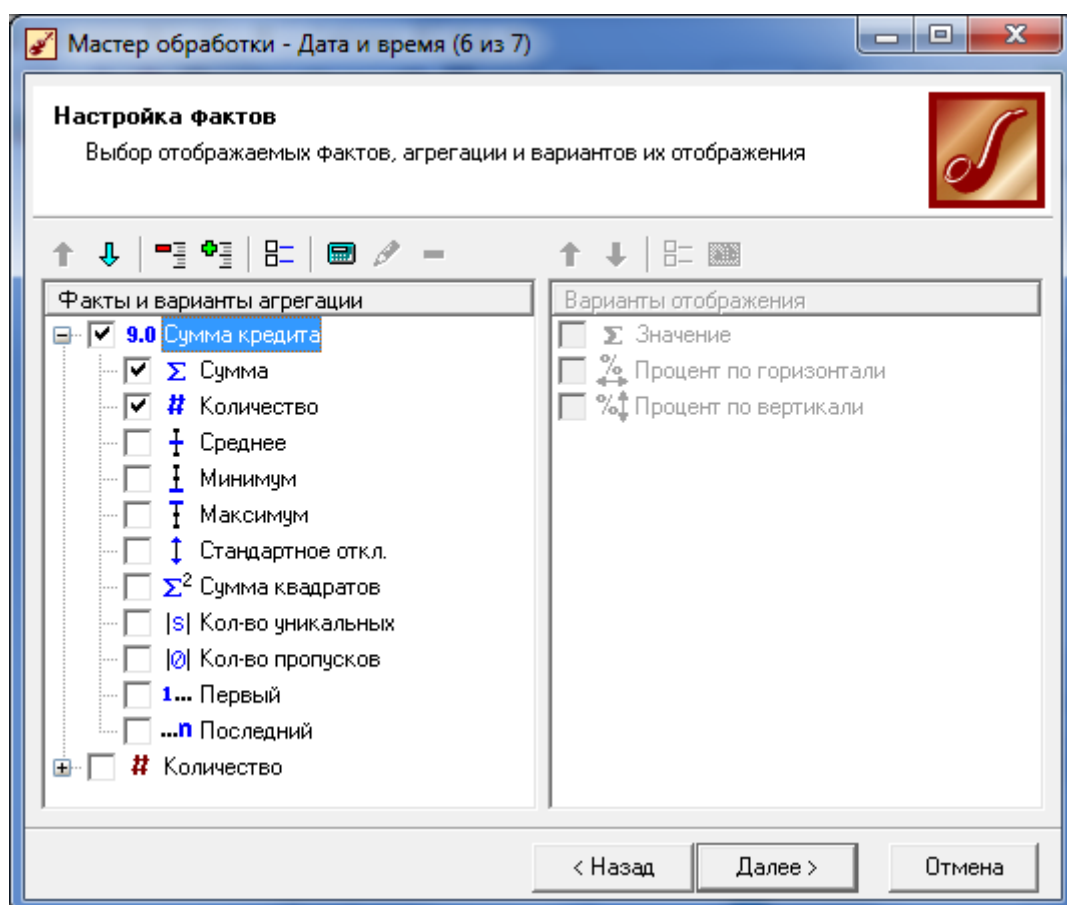 Мастер обработки - Дата и время (6 из 7)
Настройка фактов
Выбор отображаемых фактов, агрегации и вариантов их отображения
Факты и варианты агрегации
9.0 Сумма кредита
Σ Сумма
# Количество
Среднее
Минимум
Максимум
Стандартное откл.
Σ² Сумма квадратов
|S| Кол-во уникальных
|0| Кол-во пропусков
1... Первый
...n Последний
# Количество
Варианты отображения
Σ Значение
% Процент по горизонтали
% Процент по вертикали
< Назад
Далее >
Отмена